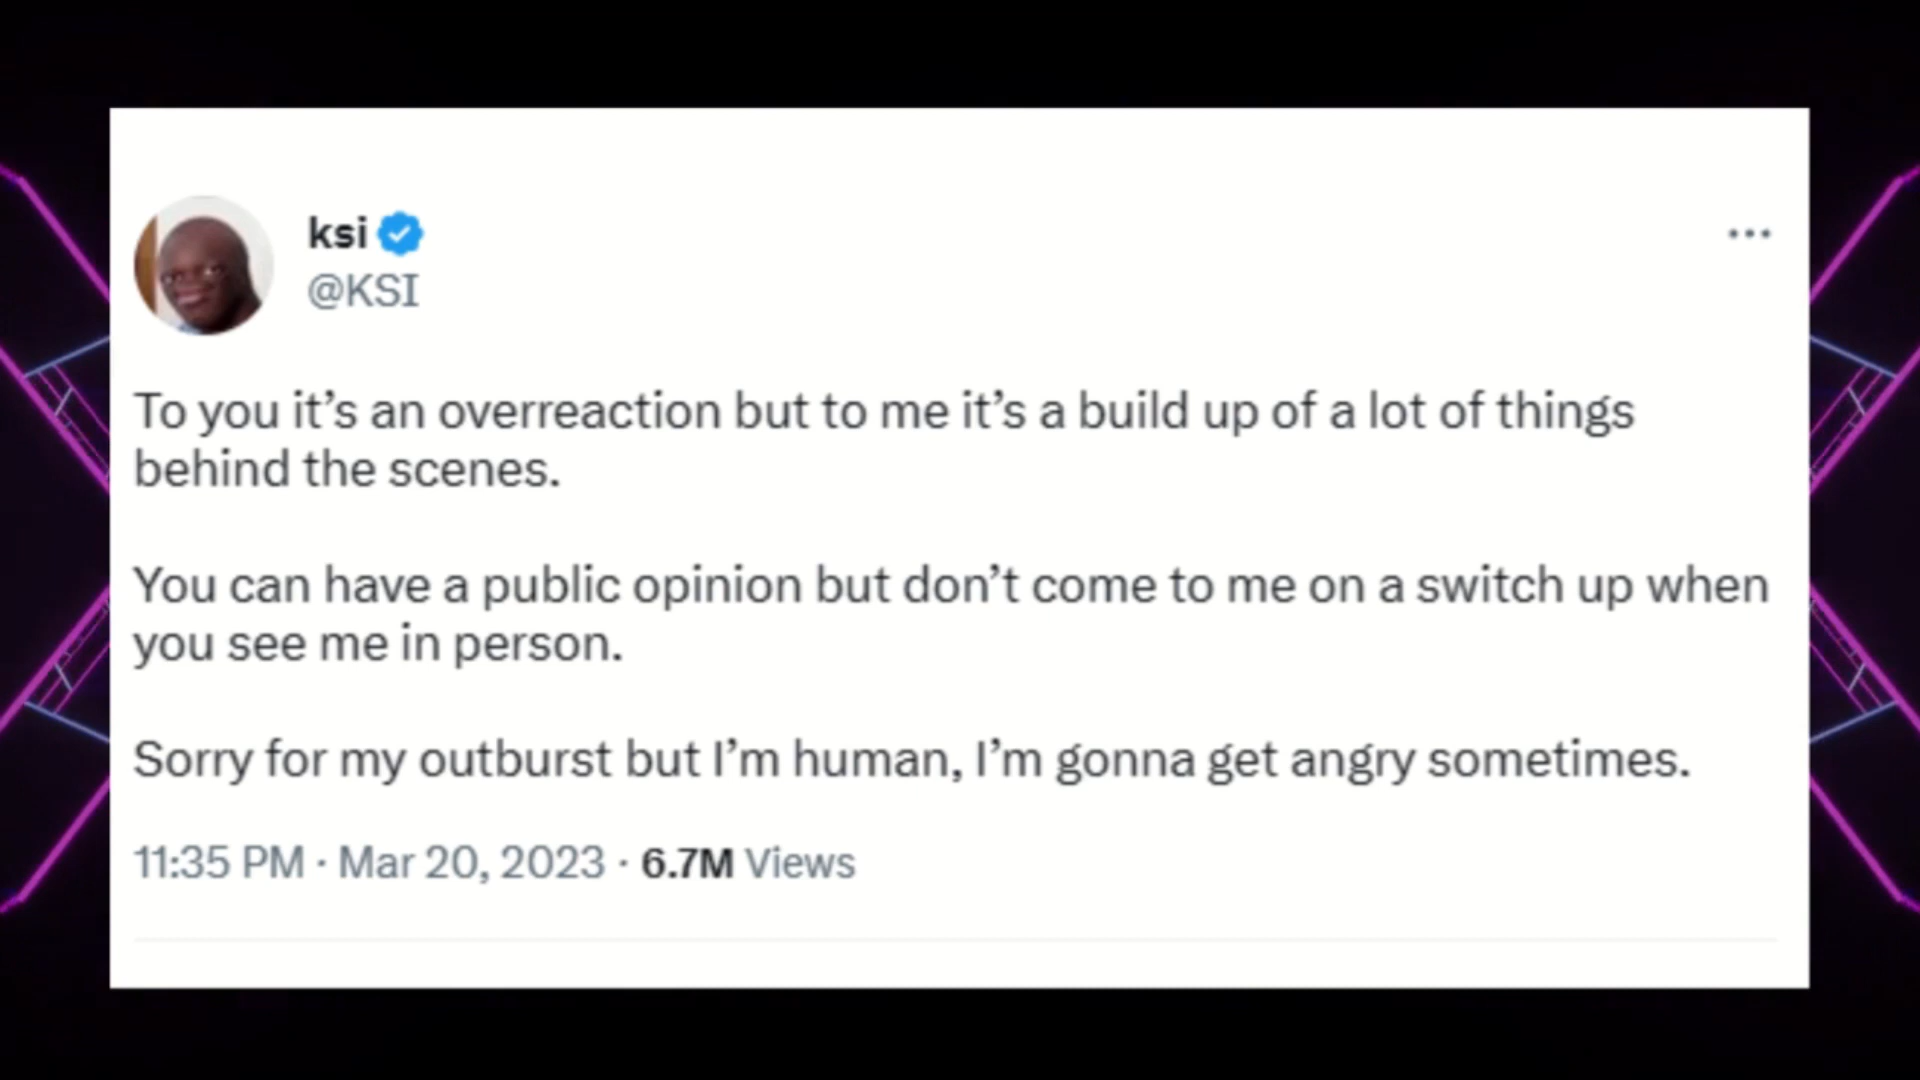 ksi
@KSI
To you it’s an overreaction but to me it’s a build up of a lot of things
behind the scenes.
You can have a public opinion but don’t come to me on a switch up when
you see me in person.
Sorry for my outburst but I’m human, I’m gonna get angry sometimes.
11:35 PM · Mar 20, 2023 · 6.7M Views